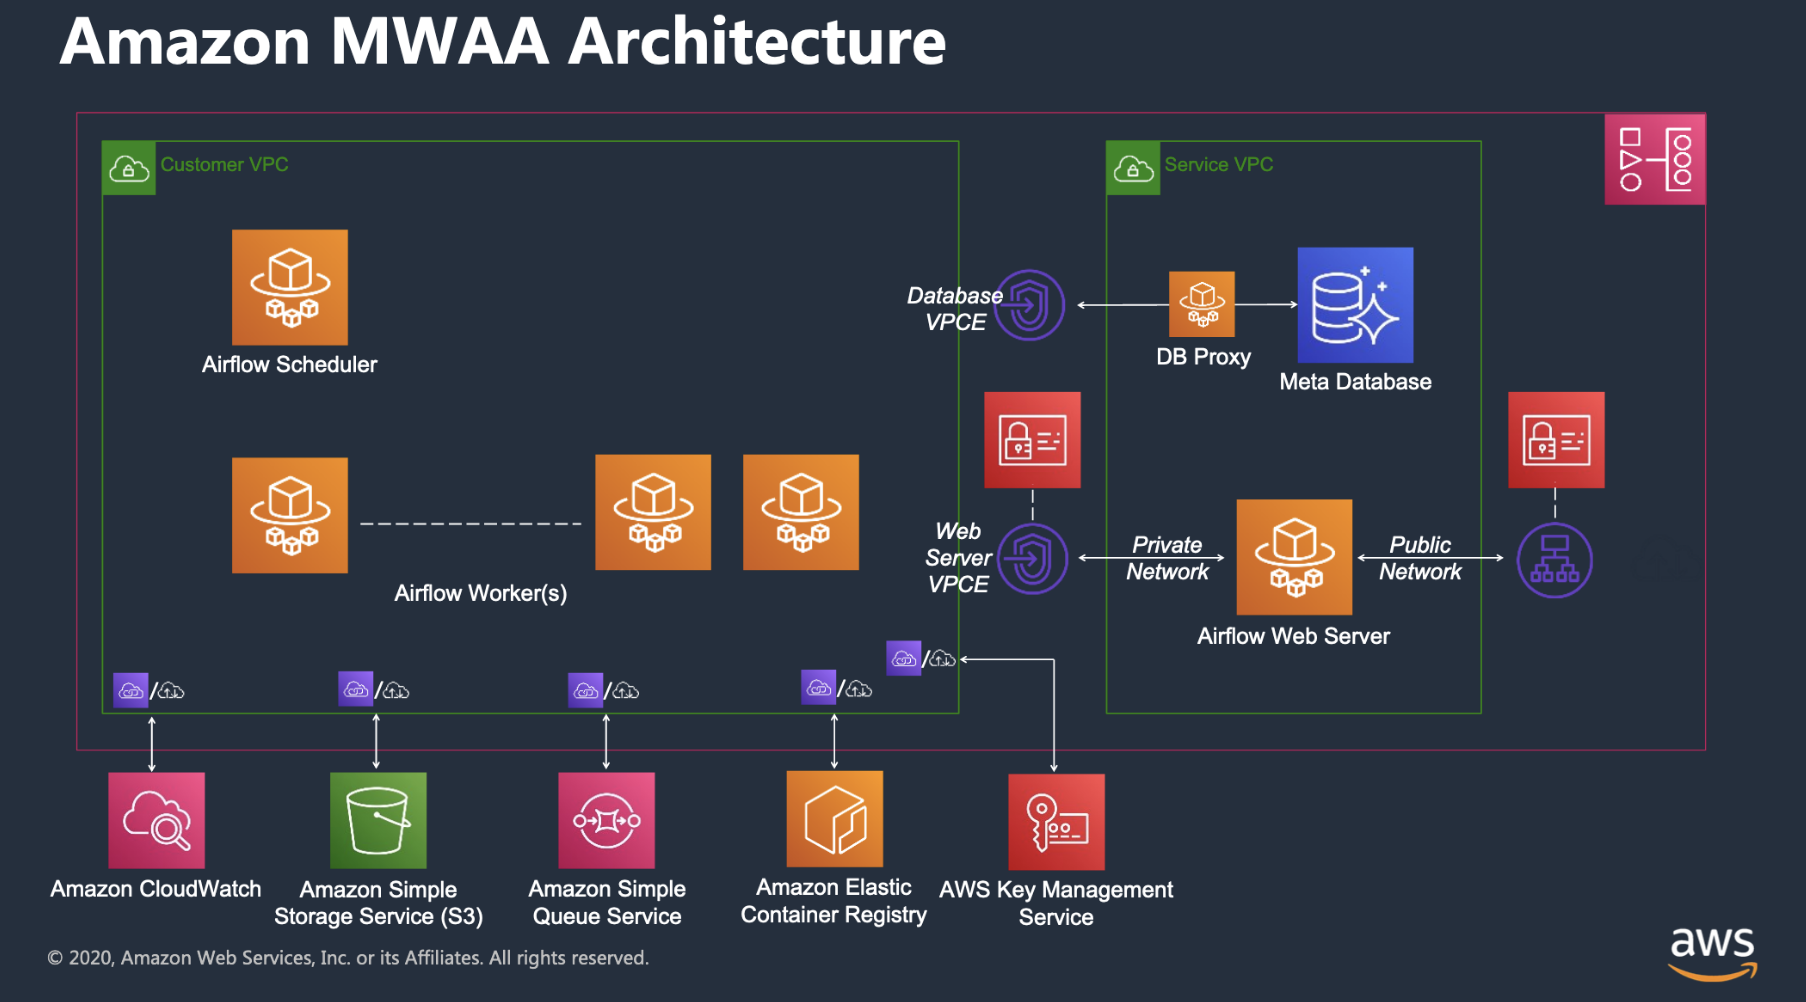 Amazon MWAA Architecture
Customer VPC
Service VPC
Airflow Scheduler
Database
VPCE
DB Proxy
Meta Database
Airflow Worker(s)
Web
Server
VPCE
Private
Network
Public
Network
Airflow Web Server
/
/
/
/
/
Amazon CloudWatch
Amazon Simple
Storage Service (S3)
Amazon Simple
Queue Service
Amazon Elastic
Container Registry
AWS Key Management
Service
© 2020, Amazon Web Services, Inc. or its Affiliates. All rights reserved.
aws